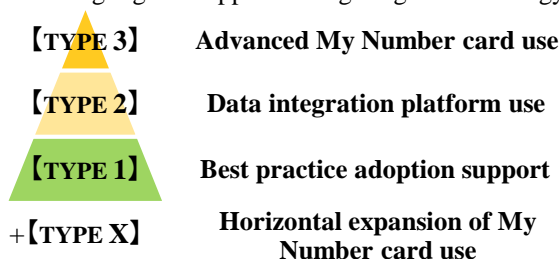 【TYPE 3】 Advanced My Number card use
【TYPE 2】 Data integration platform use
【TYPE 1】 Best practice adoption support
+【TYPE X】 Horizontal expansion of My
Number card use